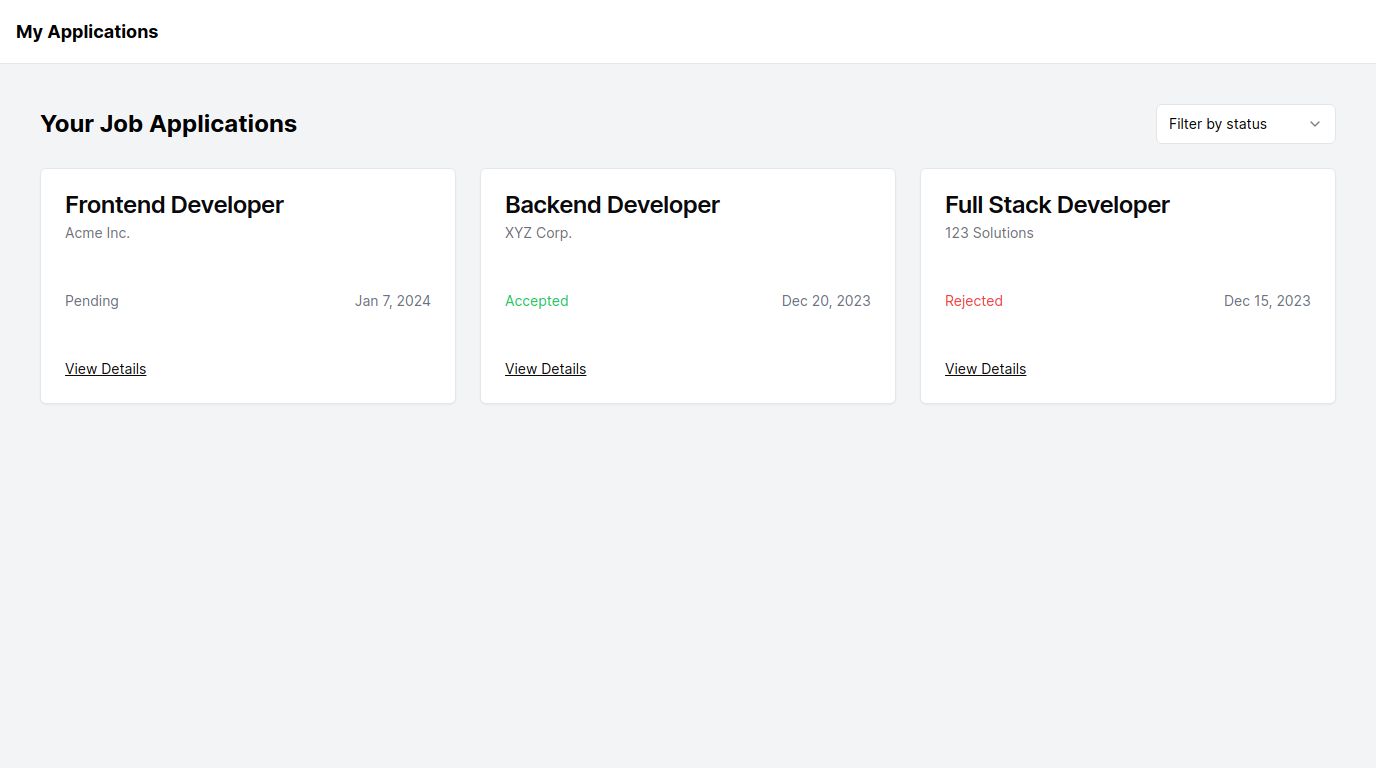 My Applications
Your Job Applications
Filter by status
Frontend Developer
Acme Inc.
Pending
Jan 7, 2024
View Details
Backend Developer
XYZ Corp.
Accepted
Dec 20, 2023
View Details
Full Stack Developer
123 Solutions
Rejected
Dec 15, 2023
View Details